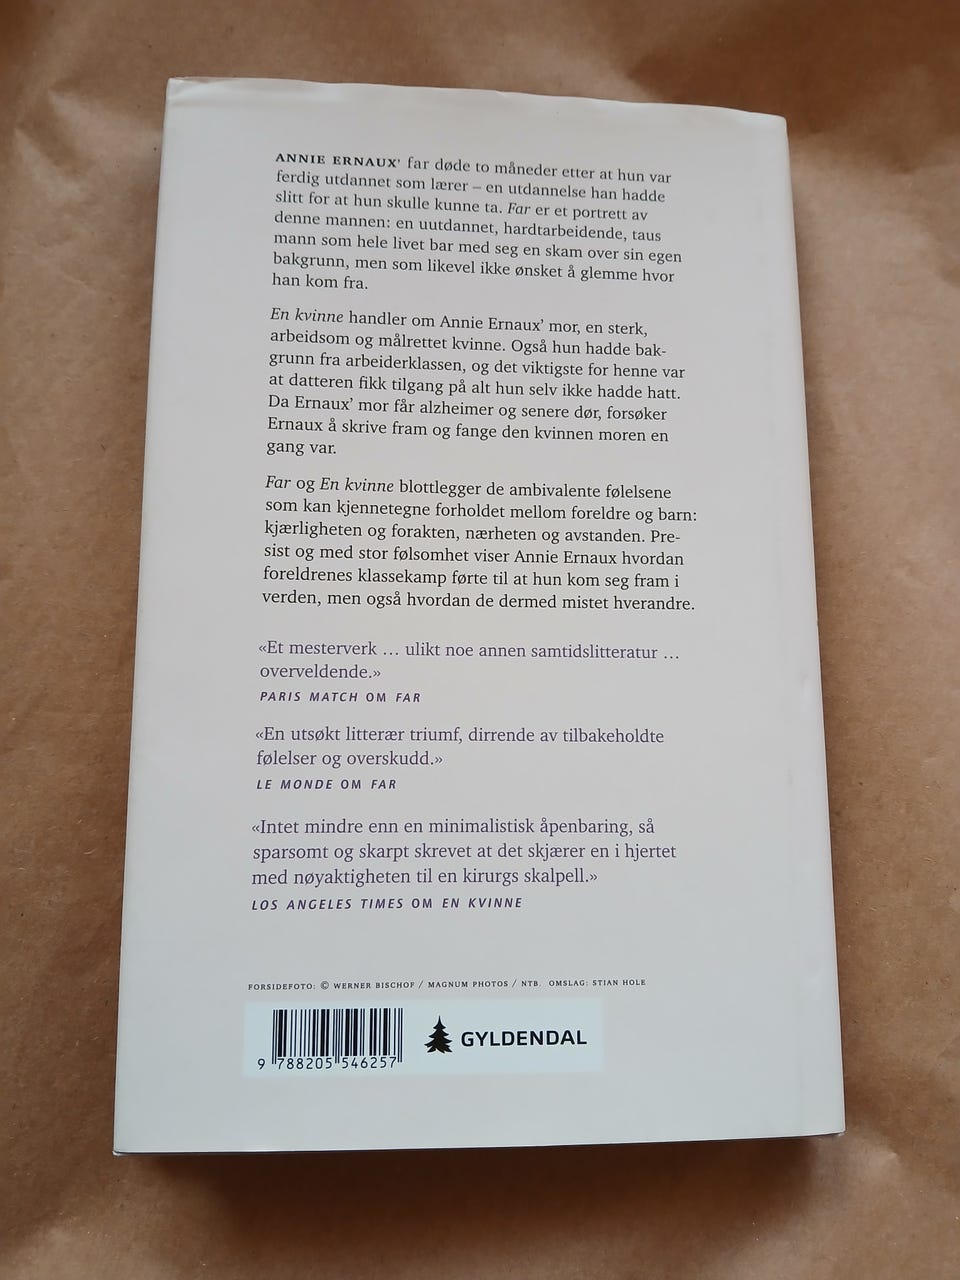 ANNIE ERNAUX' far døde to måneder etter at hun var
ferdig utdannet som lærer – en utdannelse han hadde
slitt for at hun skulle kunne ta. Far er et portrett av
denne mannen: en uutdannet, hardtarbeidende, taus
mann som hele livet bar med seg en skam over sin egen
bakgrunn, men som likevel ikke ønsket å glemme hvor
han kom fra.
En kvinne handler om Annie Ernaux' mor, en sterk,
arbeidsom og målrettet kvinne. Også hun hadde bak-
grunn fra arbeiderklassen, og det viktigste for henne var
at datteren fikk tilgang på alt hun selv ikke hadde hatt.
Da Ernaux' mor får alzheimer og senere dør, forsøker
Ernaux å skrive fram og fange den kvinnen moren en
gang var.
Far og En kvinne blottlegger de ambivalente følelsene
som kan kjennetegne forholdet mellom foreldre og barn:
kjærligheten og forakten, nærheten og avstanden. Pre-
sist og med stor følsomhet viser Annie Ernaux hvordan
foreldrenes klassekamp førte til at hun kom seg fram i
verden, men også hvordan de dermed mistet hverandre.
«Et mesterverk … ulikt noe annen samtidslitteratur …
overveldende.»
PARIS MATCH OM FAR
«En utsøkt litterær triumf, dirrende av tilbakeholdte
følelser og overskudd.»
LE MONDE OM FAR
«Intet mindre enn en minimalistisk åpenbaring, så
sparsomt og skarpt skrevet at det skjærer en i hjertet
med nøyaktigheten til en kirurgs skalpell.»
LOS ANGELES TIMES OM EN KVINNE
FORSIDEFOTO: © WERNER BISCHOF / MAGNUM PHOTOS / NTB. OMSLAG: STIAN HOLE
GYLDENDAL
9 788205 546257